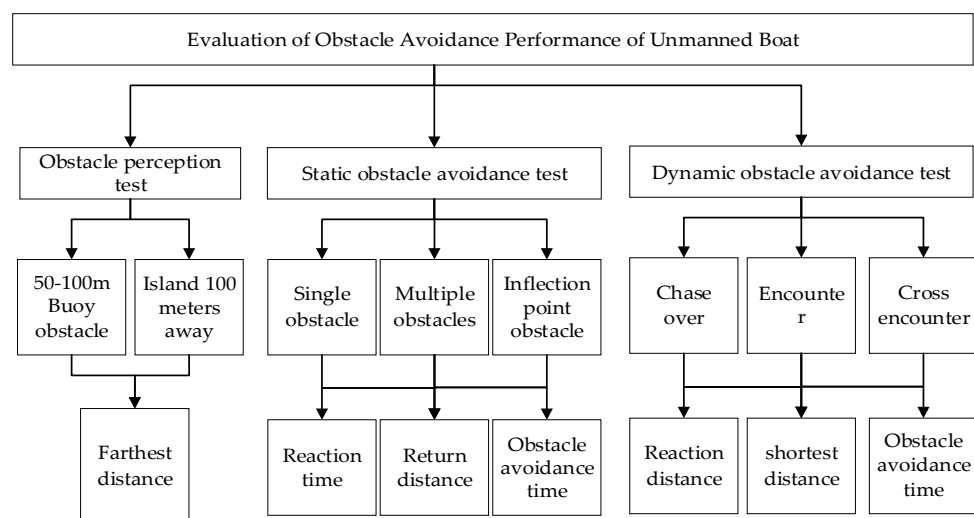 Evaluation of Obstacle Avoidance Performance of Unmanned Boat
Obstacle perception
test
Static obstacle avoidance test
Dynamic obstacle avoidance test
50-100m
Buoy
obstacle
Island 100
meters
away
Single
obstacle
Multiple
obstacles
Inflection
point
obstacle
Chase
over
Encounte
r
Cross
encounter
Farthest
distance
Reaction
time
Return
distance
Obstacle
avoidance
time
Reaction
distance
shortest
distance
Obstacle
avoidance
time